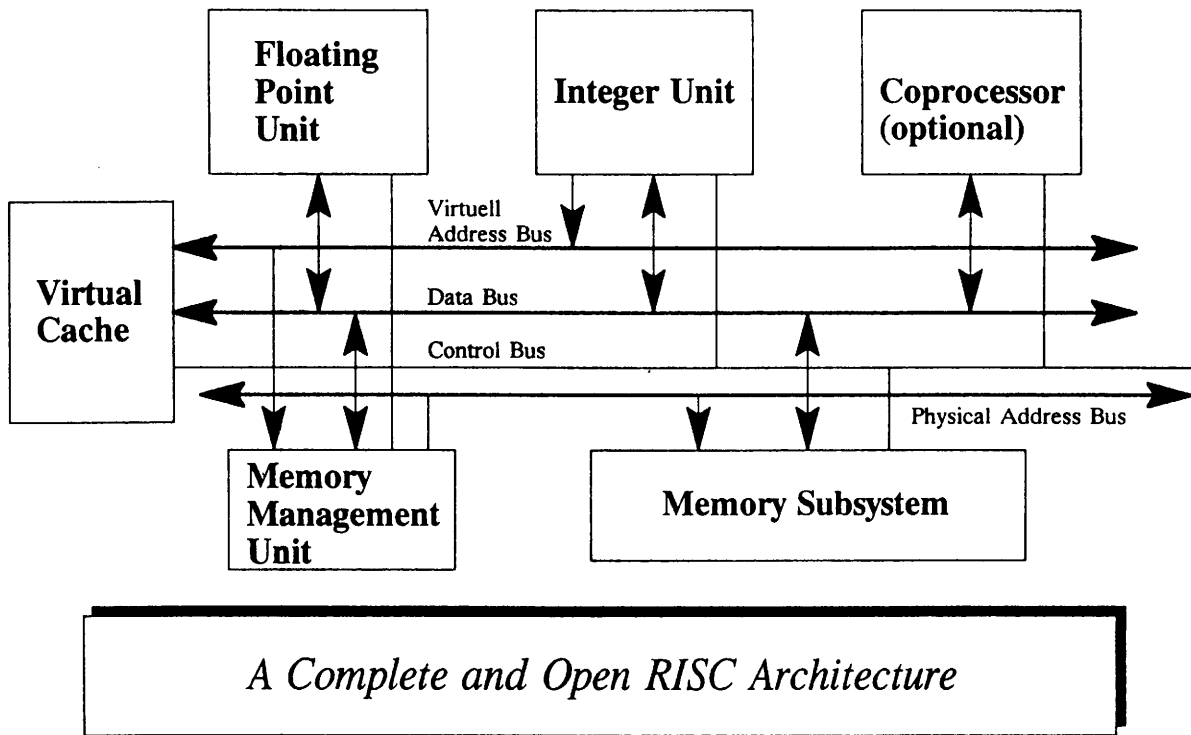 Floating
Point
Unit
Integer Unit
Coprocessor
(optional)
Virtuell
Address Bus
Virtual
Cache
Data Bus
Control Bus
Physical Address Bus
Memory
Management
Unit
Memory Subsystem
A Complete and Open RISC Architecture